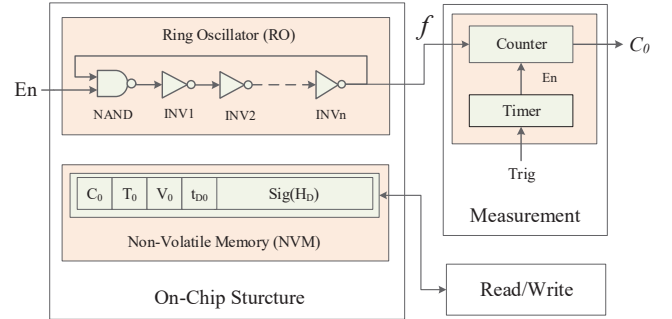 Ring Oscillator (RO)
En
NAND
INV1
INV2
INVn
f
Counter
C0
En
Timer
Trig
Measurement
C0 T0 V0 tD0 Sig(HD)
Non-Volatile Memory (NVM)
On-Chip Sturcture
Read/Write